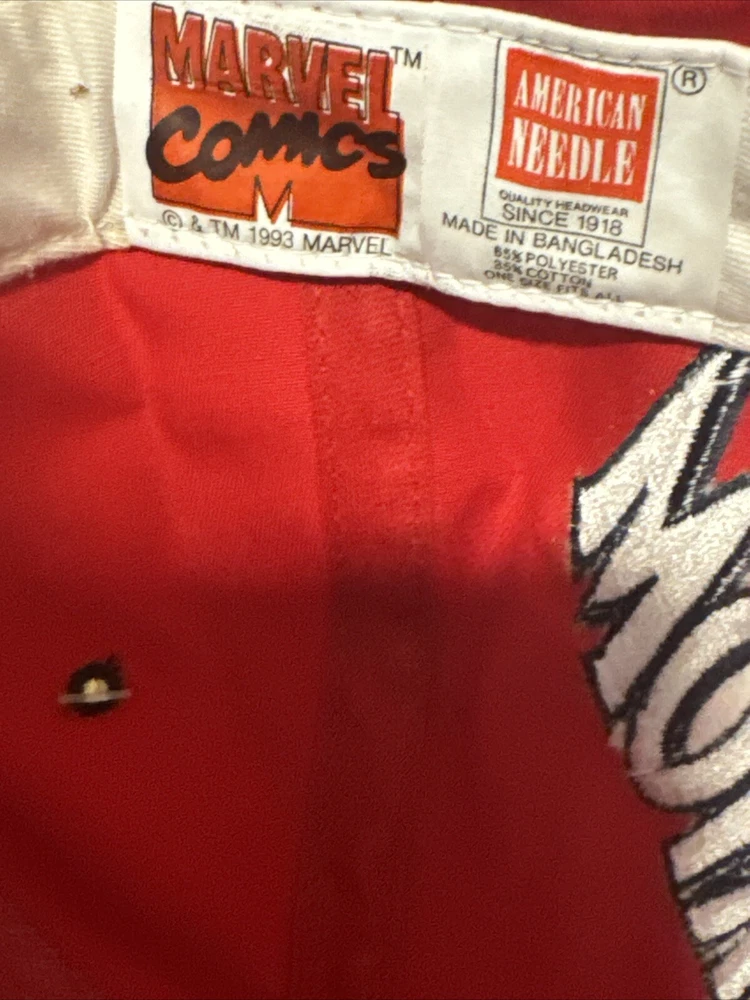 MARVEL™
COMICS
M
© & TM 1993 MARVEL
AMERICAN ®
NEEDLE
QUALITY HEADWEAR
SINCE 1918
MADE IN BANGLADESH
65% POLYESTER
35% COTTON
ONE SIZE FITS ALL